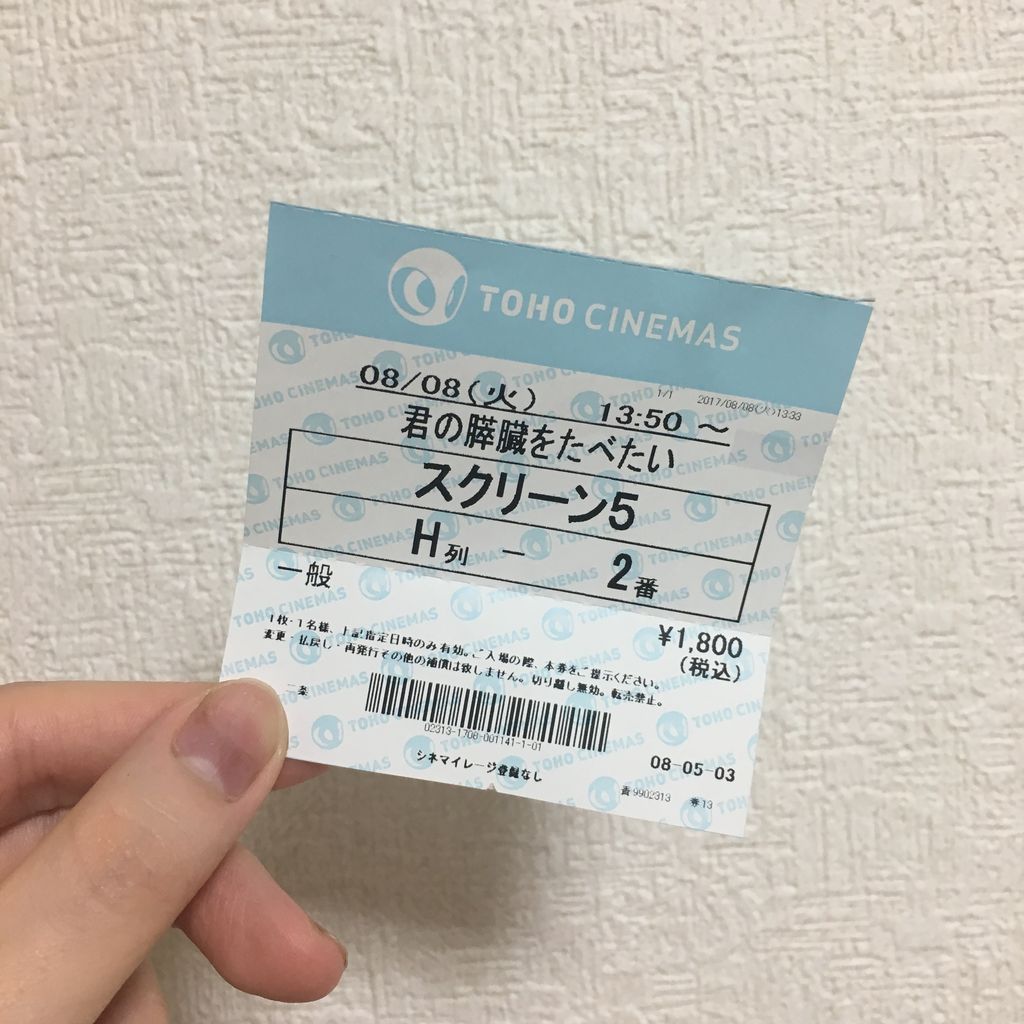 TOHO CINEMAS
1/1 2017/08/08(火)13:33
08/08(火) 13:50 ~
君の膵臓をたべたい
スクリーン5
H列 - 2番
一般
¥1,800
(税込)
1枚・1名様、上記指定日時のみ有効。ご入場の際、本券をご提示ください。
変更・払戻し・再発行その他の補償は致しません。切り離し無効。転売禁止。
02313-1708-001141-1-01
シネマイレージ登録なし
08-05-03
9902313 13